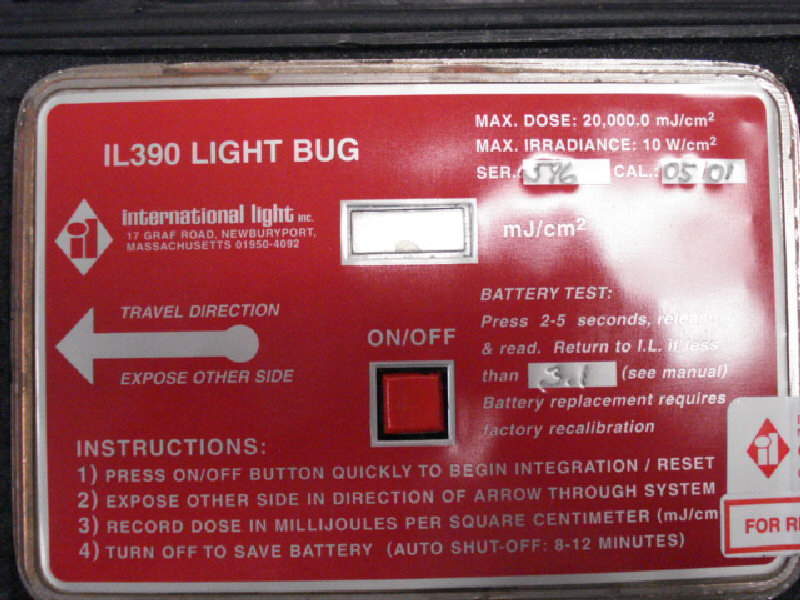 MAX. DOSE: 20,000.0 mJ/cm²
MAX. IRRADIANCE: 10 W/cm²
IL390 LIGHT BUG
SER. 596 CAL.: 05/01
international light inc.
17 GRAF ROAD, NEWBURYPORT,
MASSACHUSETTS 01950-4092
mJ/cm²
TRAVEL DIRECTION
EXPOSE OTHER SIDE
ON/OFF
BATTERY TEST:
Press 2-5 seconds, release
& read. Return to I.L. if less
than 3.1 (see manual)
Battery replacement requires
factory recalibration
INSTRUCTIONS:
1) PRESS ON/OFF BUTTON QUICKLY TO BEGIN INTEGRATION / RESET
2) EXPOSE OTHER SIDE IN DIRECTION OF ARROW THROUGH SYSTEM
3) RECORD DOSE IN MILLIJOULES PER SQUARE CENTIMETER (mJ/cm
4) TURN OFF TO SAVE BATTERY (AUTO SHUT-OFF: 8-12 MINUTES)
FOR